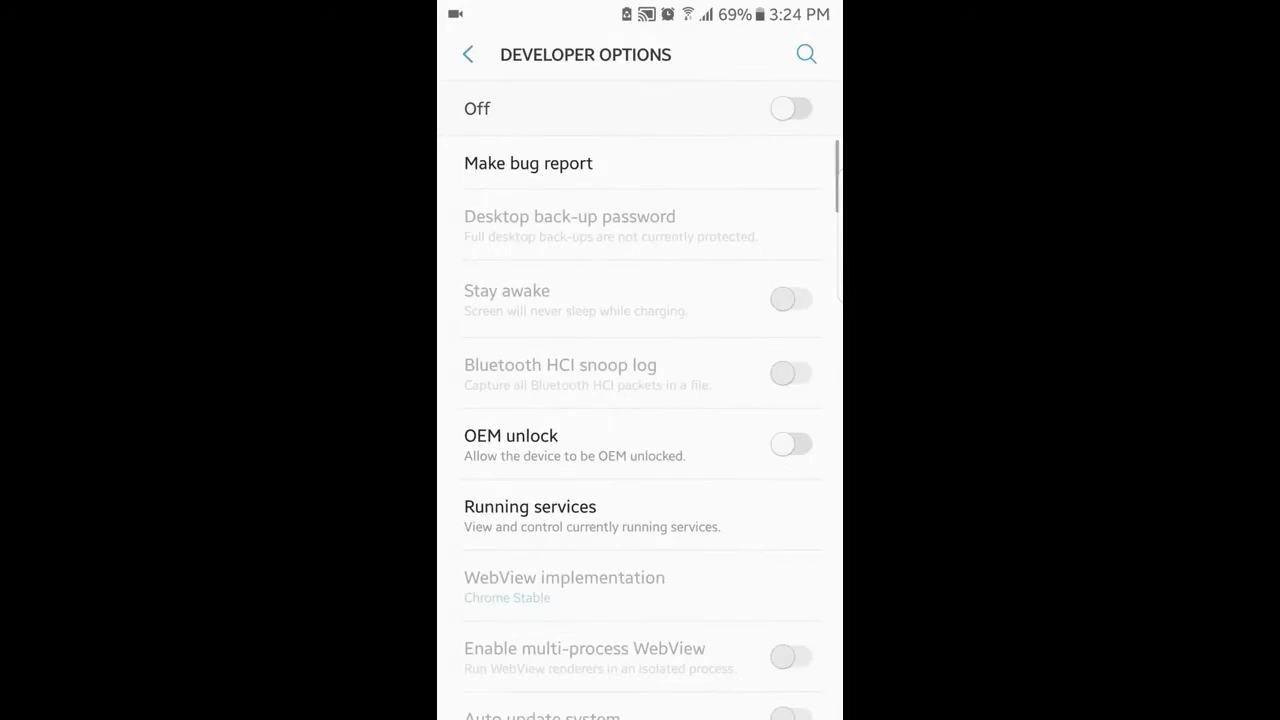 69% 3:24 PM
DEVELOPER OPTIONS
Off
Make bug report
Desktop back-up password
Full desktop back-ups are not currently protected.
Stay awake
Screen will never sleep while charging.
Bluetooth HCI snoop log
Capture all Bluetooth HCI packets in a file.
OEM unlock
Allow the device to be OEM unlocked.
Running services
View and control currently running services.
WebView implementation
Chrome Stable
Enable multi-process WebView
Run WebView renderers in an isolated process.
Auto update system